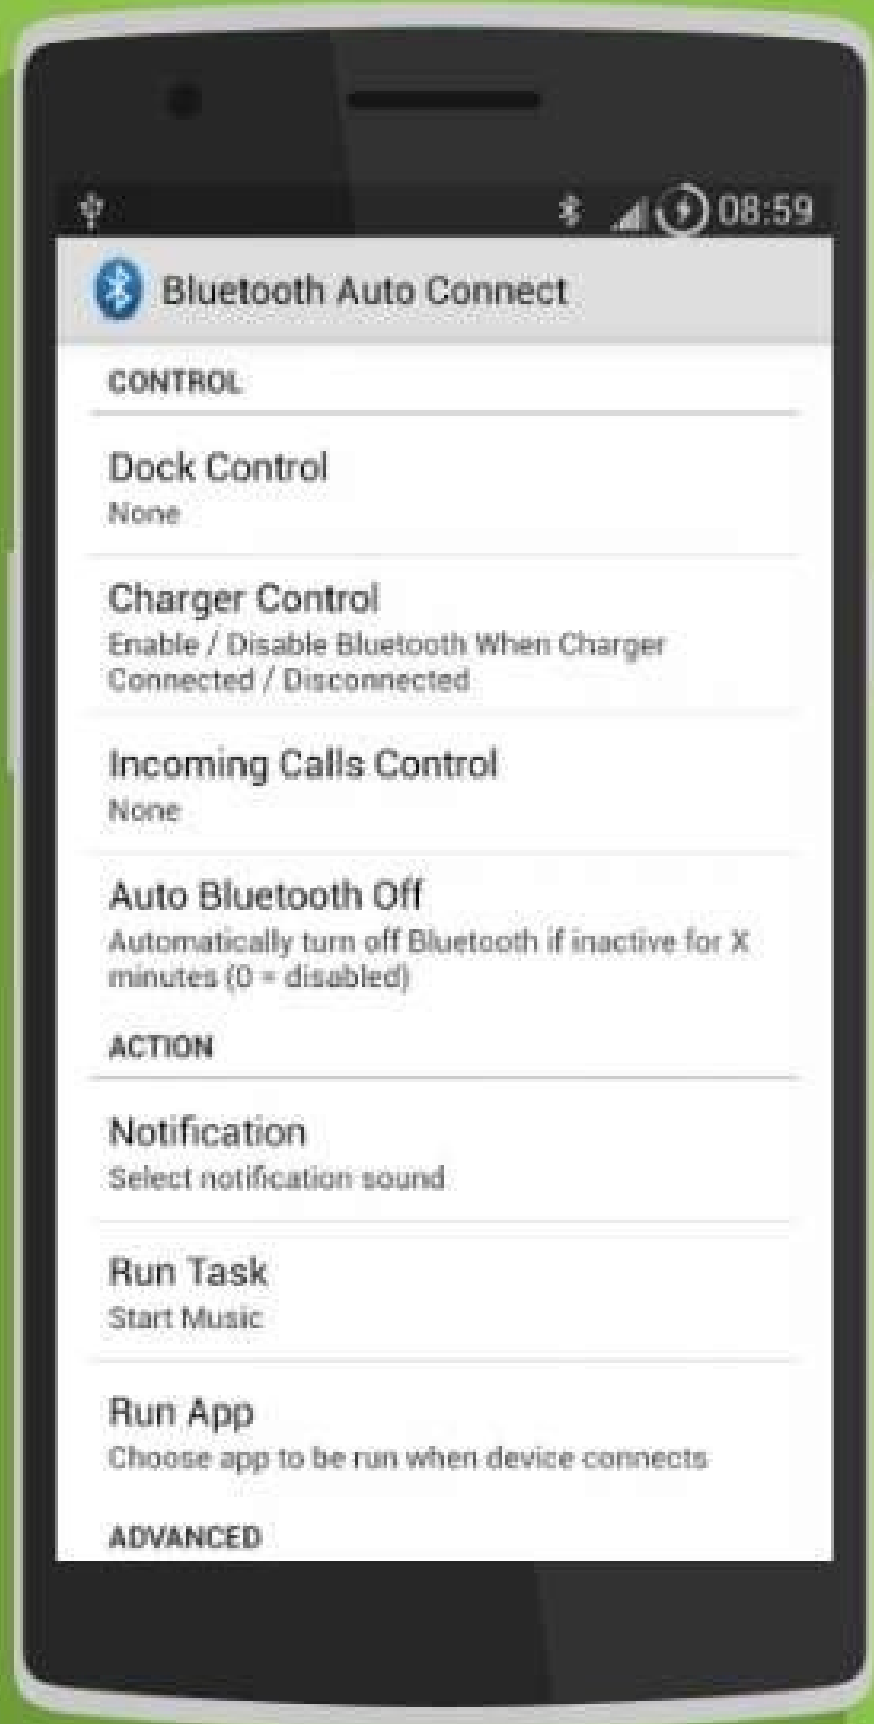 08:59
Bluetooth Auto Connect
CONTROL
Dock Control
None
Charger Control
Enable / Disable Bluetooth When Charger
Connected / Disconnected
Incoming Calls Control
None
Auto Bluetooth Off
Automatically turn off Bluetooth if inactive for X
minutes (0 = disabled)
ACTION
Notification
Select notification sound
Run Task
Start Music
Run App
Choose app to be run when device connects
ADVANCED